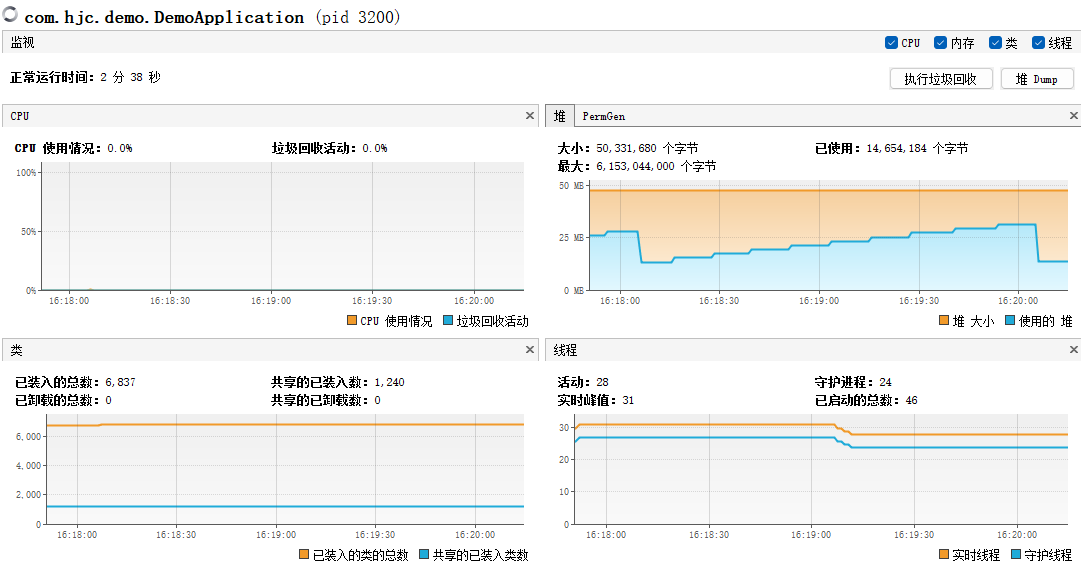 com.hjc.demo.DemoApplication (pid 3200)
监视 CPU 内存 类 线程
正常运行时间：2 分 38 秒 执行垃圾回收 堆 Dump
CPU
CPU 使用情况：0.0% 垃圾回收活动：0.0%
100%
50%
0%
16:18:00 16:18:30 16:19:00 16:19:30 16:20:00
CPU 使用情况 垃圾回收活动
堆 PermGen
大小：50,331,680 个字节 已使用：14,654,184 个字节
最大：6,153,044,000 个字节
50 MB
25 MB
0 MB
16:18:00 16:18:30 16:19:00 16:19:30 16:20:00
堆 大小 使用的 堆
类
已装入的总数：6,837 共享的已装入数：1,240
已卸载的总数：0 共享的已卸载数：0
6,000
4,000
2,000
0
16:18:00 16:18:30 16:19:00 16:19:30 16:20:00
已装入的类的总数 共享的已装入类数
线程
活动：28 守护进程：24
实时峰值：31 已启动的总数：46
30
20
10
0
16:18:00 16:18:30 16:19:00 16:19:30 16:20:00
实时线程 守护线程